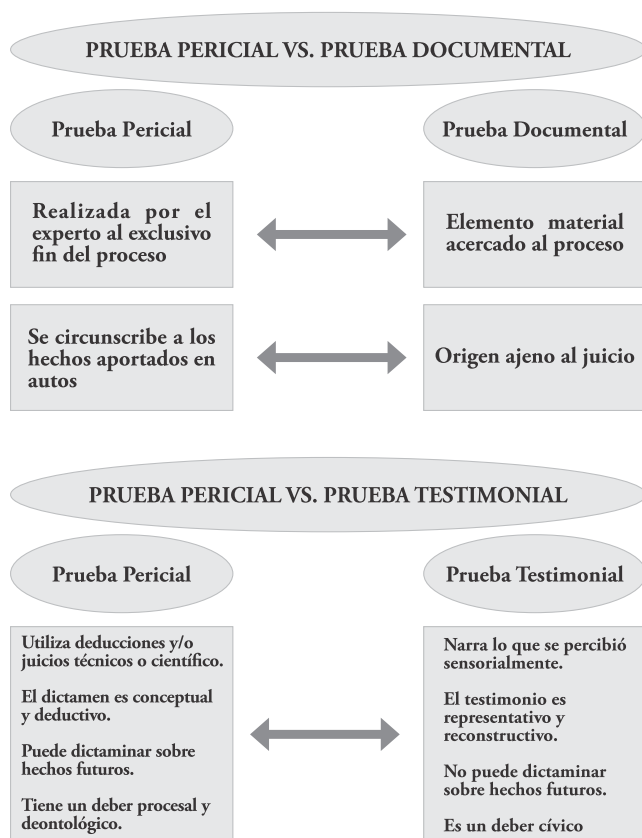 PRUEBA PERICIAL VS. PRUEBA DOCUMENTAL
Prueba Pericial
Prueba Documental
Realizada por el
experto al exclusivo
fin del proceso
Elemento material
acercado al proceso
Se circunscribe a los
hechos aportados en
autos
Origen ajeno al juicio
PRUEBA PERICIAL VS. PRUEBA TESTIMONIAL
Prueba Pericial
Prueba Testimonial
Utiliza deducciones y/o
juicios técnicos o científico.
El dictamen es conceptual
y deductivo.
Puede dictaminar sobre
hechos futuros.
Tiene un deber procesal y
deontológico.
Narra lo que se percibió
sensorialmente.
El testimonio es
representativo y
reconstructivo.
No puede dictaminar
sobre hechos futuros.
Es un deber cívico